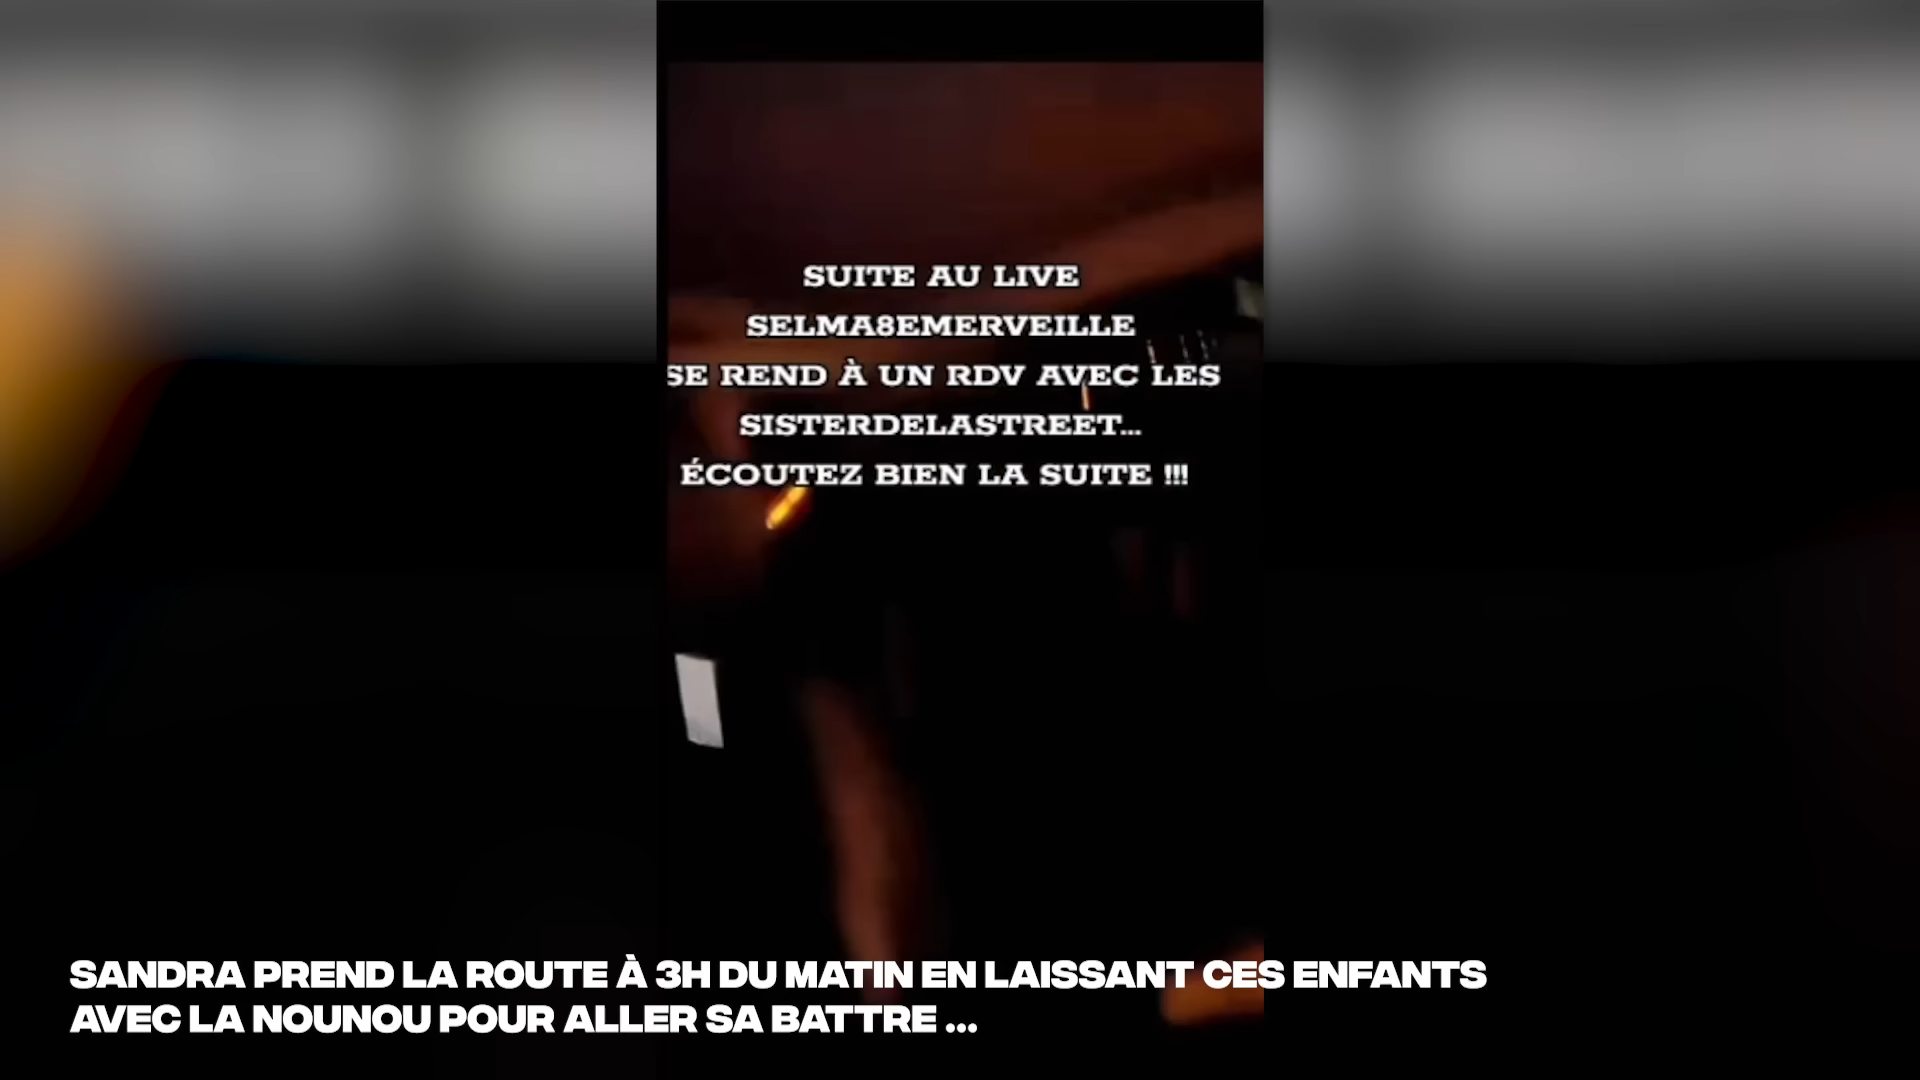 SUITE AU LIVE
SELMA8EMERVEILLE
SE REND À UN RDV AVEC LES
SISTERDELASTREET...
ÉCOUTEZ BIEN LA SUITE !!!
SANDRA PREND LA ROUTE À 3H DU MATIN EN LAISSANT CES ENFANTS
AVEC LA NOUNOU POUR ALLER SA BATTRE ...